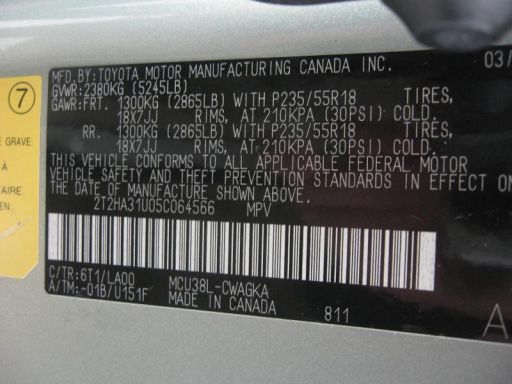 MFD.BY:TOYOTA MOTOR MANUFACTURING CANADA INC. 03/
GVWR:2380KG (5245LB)
GAWR:FRT. 1300KG (2865LB) WITH P235/55R18 TIRES,
18X7JJ RIMS, AT 210KPA (30PSI) COLD.
RR. 1300KG (2865LB) WITH P235/55R18 TIRES,
18X7JJ RIMS, AT 210KPA (30PSI) COLD.
THIS VEHICLE CONFORMS TO ALL APPLICABLE FEDERAL MOTOR
VEHICLE SAFETY AND THEFT PREVENTION STANDARDS IN EFFECT ON
THE DATE OF MANUFACTURE SHOWN ABOVE.
2T2HA31U05C064566 MPV
C/TR:6T1/LA00 MCU38L-CWAGKA
A/TM:-01B/U151F MADE IN CANADA 811
A
7
E GRAVE:
À
TAIRE.
EN: